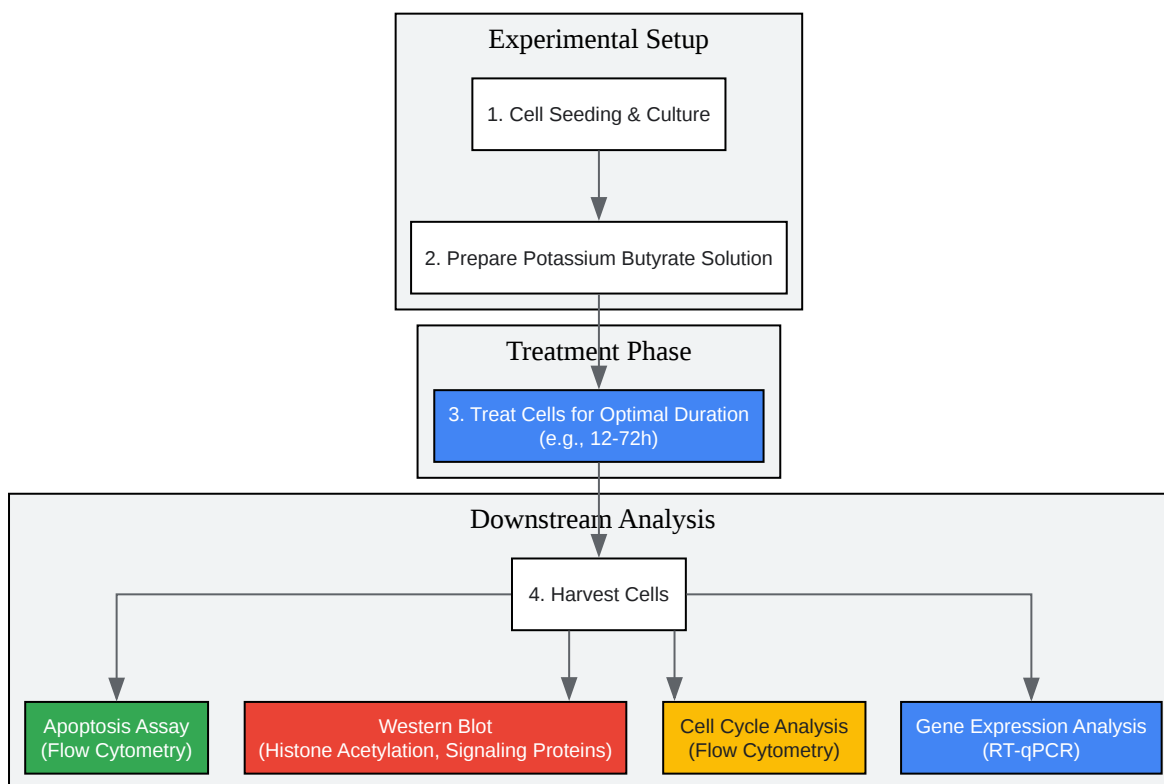 Experimental Setup
1. Cell Seeding & Culture
2. Prepare Potassium Butyrate Solution
Treatment Phase
3. Treat Cells for Optimal Duration
(e.g., 12-72h)
Downstream Analysis
4. Harvest Cells
Apoptosis Assay
(Flow Cytometry)
Western Blot
(Histone Acetylation, Signaling Proteins)
Cell Cycle Analysis
(Flow Cytometry)
Gene Expression Analysis
(RT-qPCR)